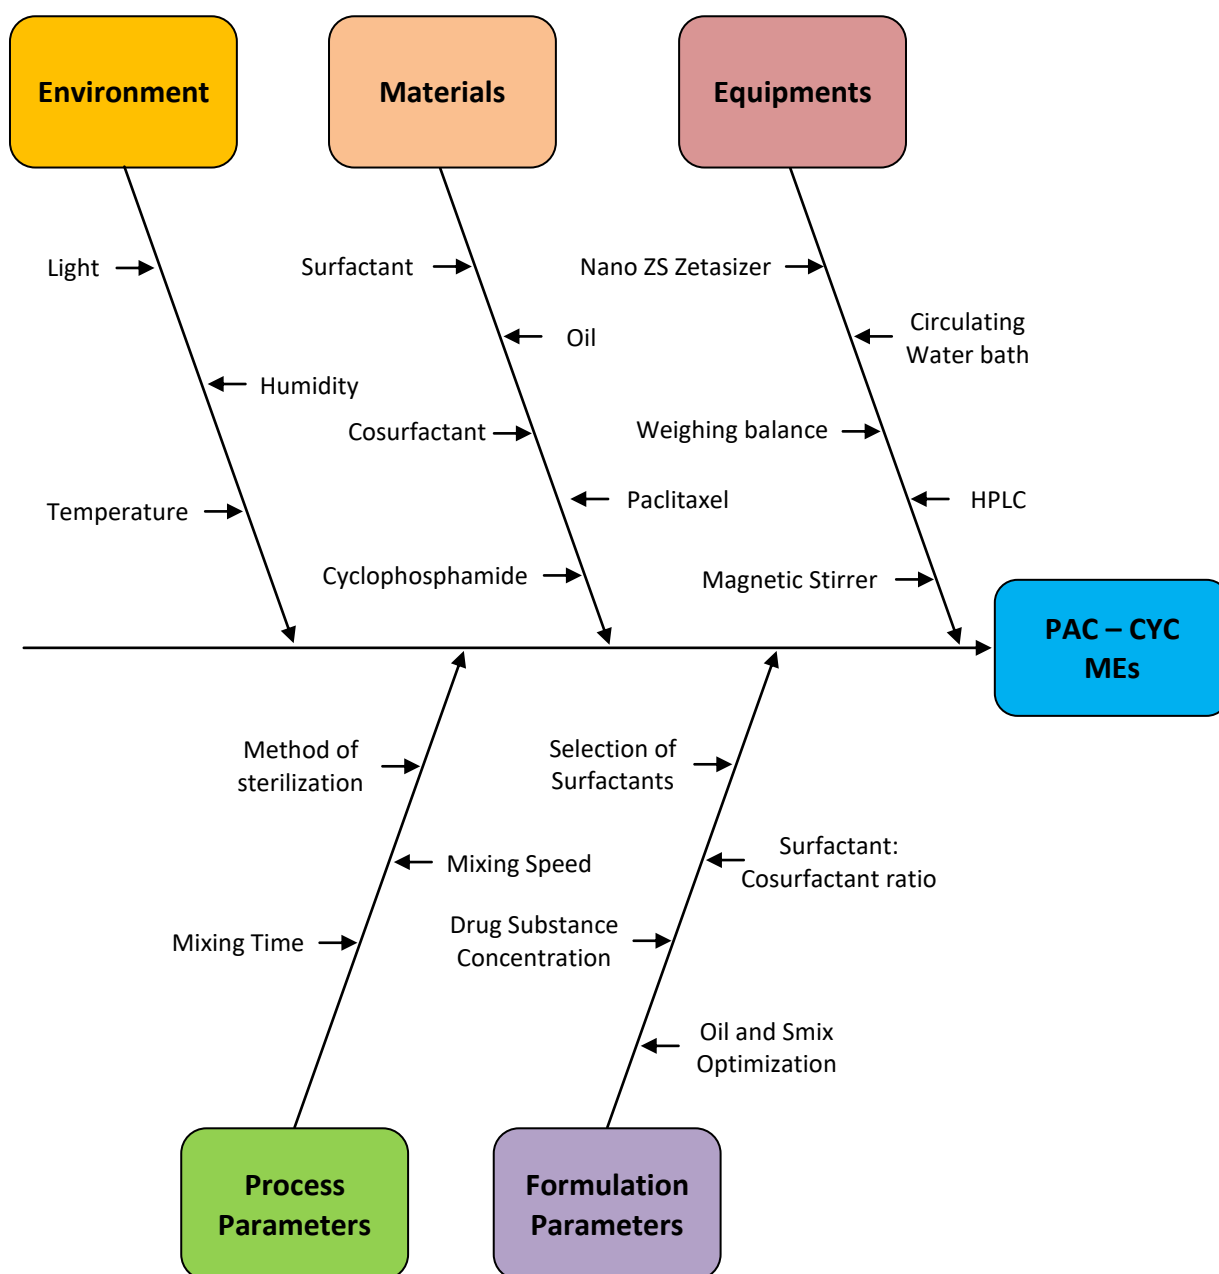 Environment
Materials
Equipments
Light
Surfactant
Nano ZS Zetasizer
Oil
Circulating
Water bath
Humidity
Cosurfactant
Weighing balance
Temperature
Paclitaxel
HPLC
Cyclophosphamide
Magnetic Stirrer
PAC – CYC
MEs
Method of
sterilization
Selection of
Surfactants
Mixing Speed
Surfactant:
Cosurfactant ratio
Mixing Time
Drug Substance
Concentration
Oil and Smix
Optimization
Process
Parameters
Formulation
Parameters